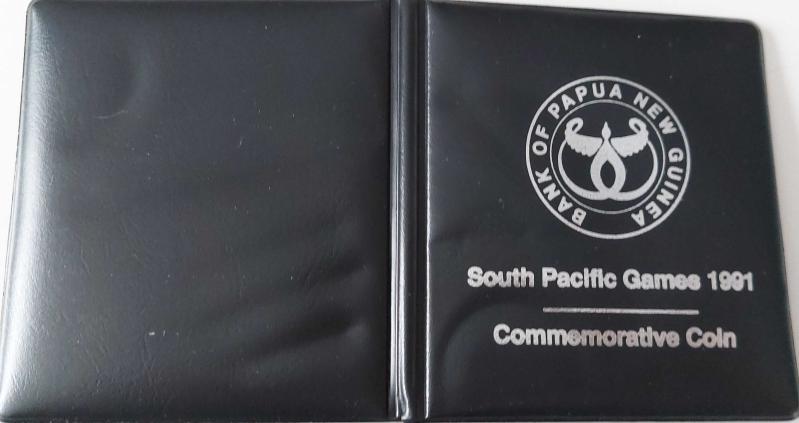 BANK OF PAPUA NEW GUINEA
South Pacific Games 1991
Commemorative Coin